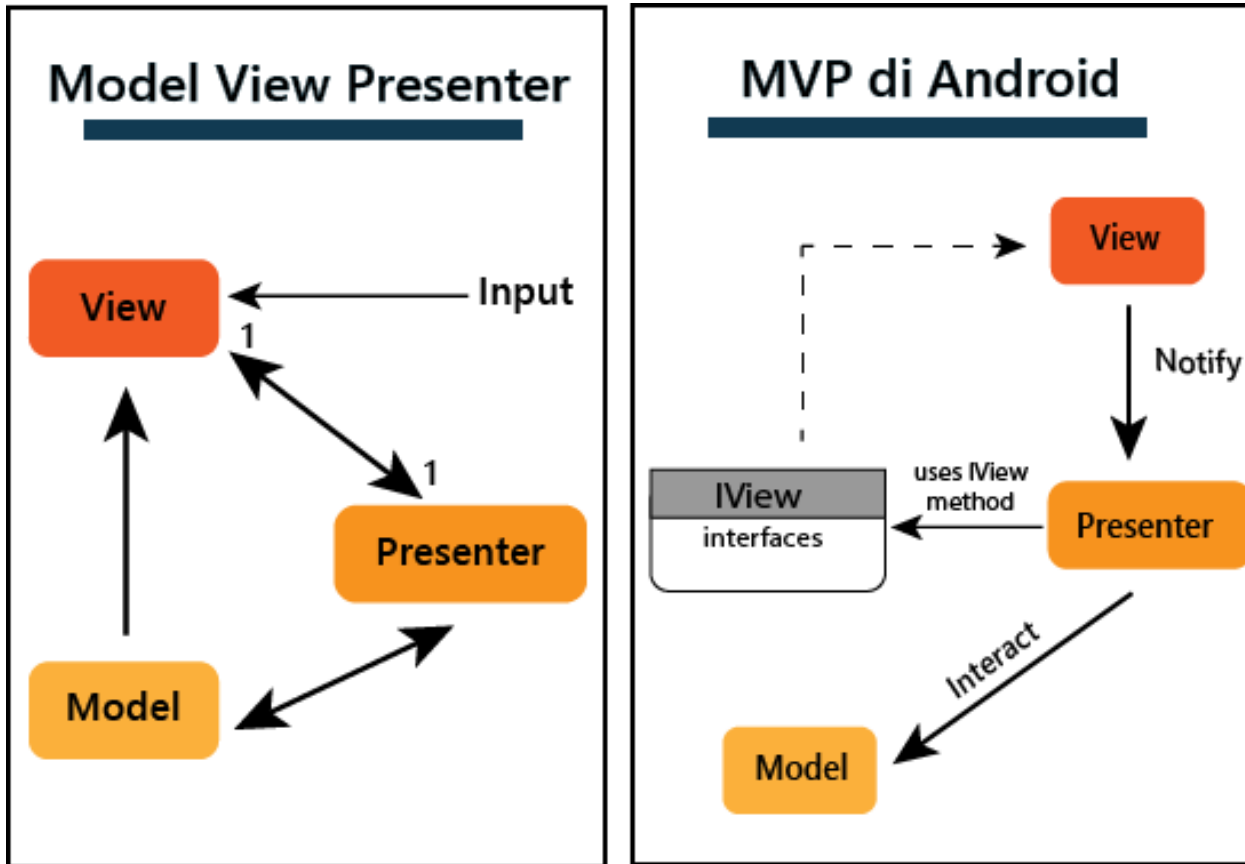 Model View Presenter
View
Input
1
1
Presenter
Model
MVP di Android
View
Notify
uses IView
method
IView
interfaces
Presenter
Interact
Model